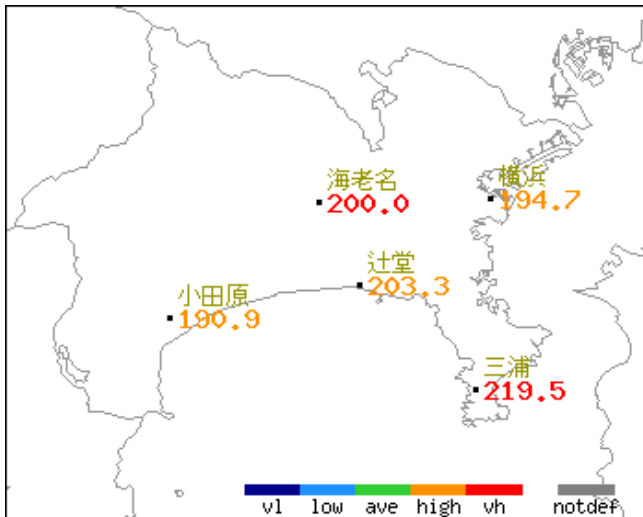 海老名
200.0
横浜
194.7
辻堂
203.3
小田原
190.9
三浦
219.5
vl low ave high vh notdef